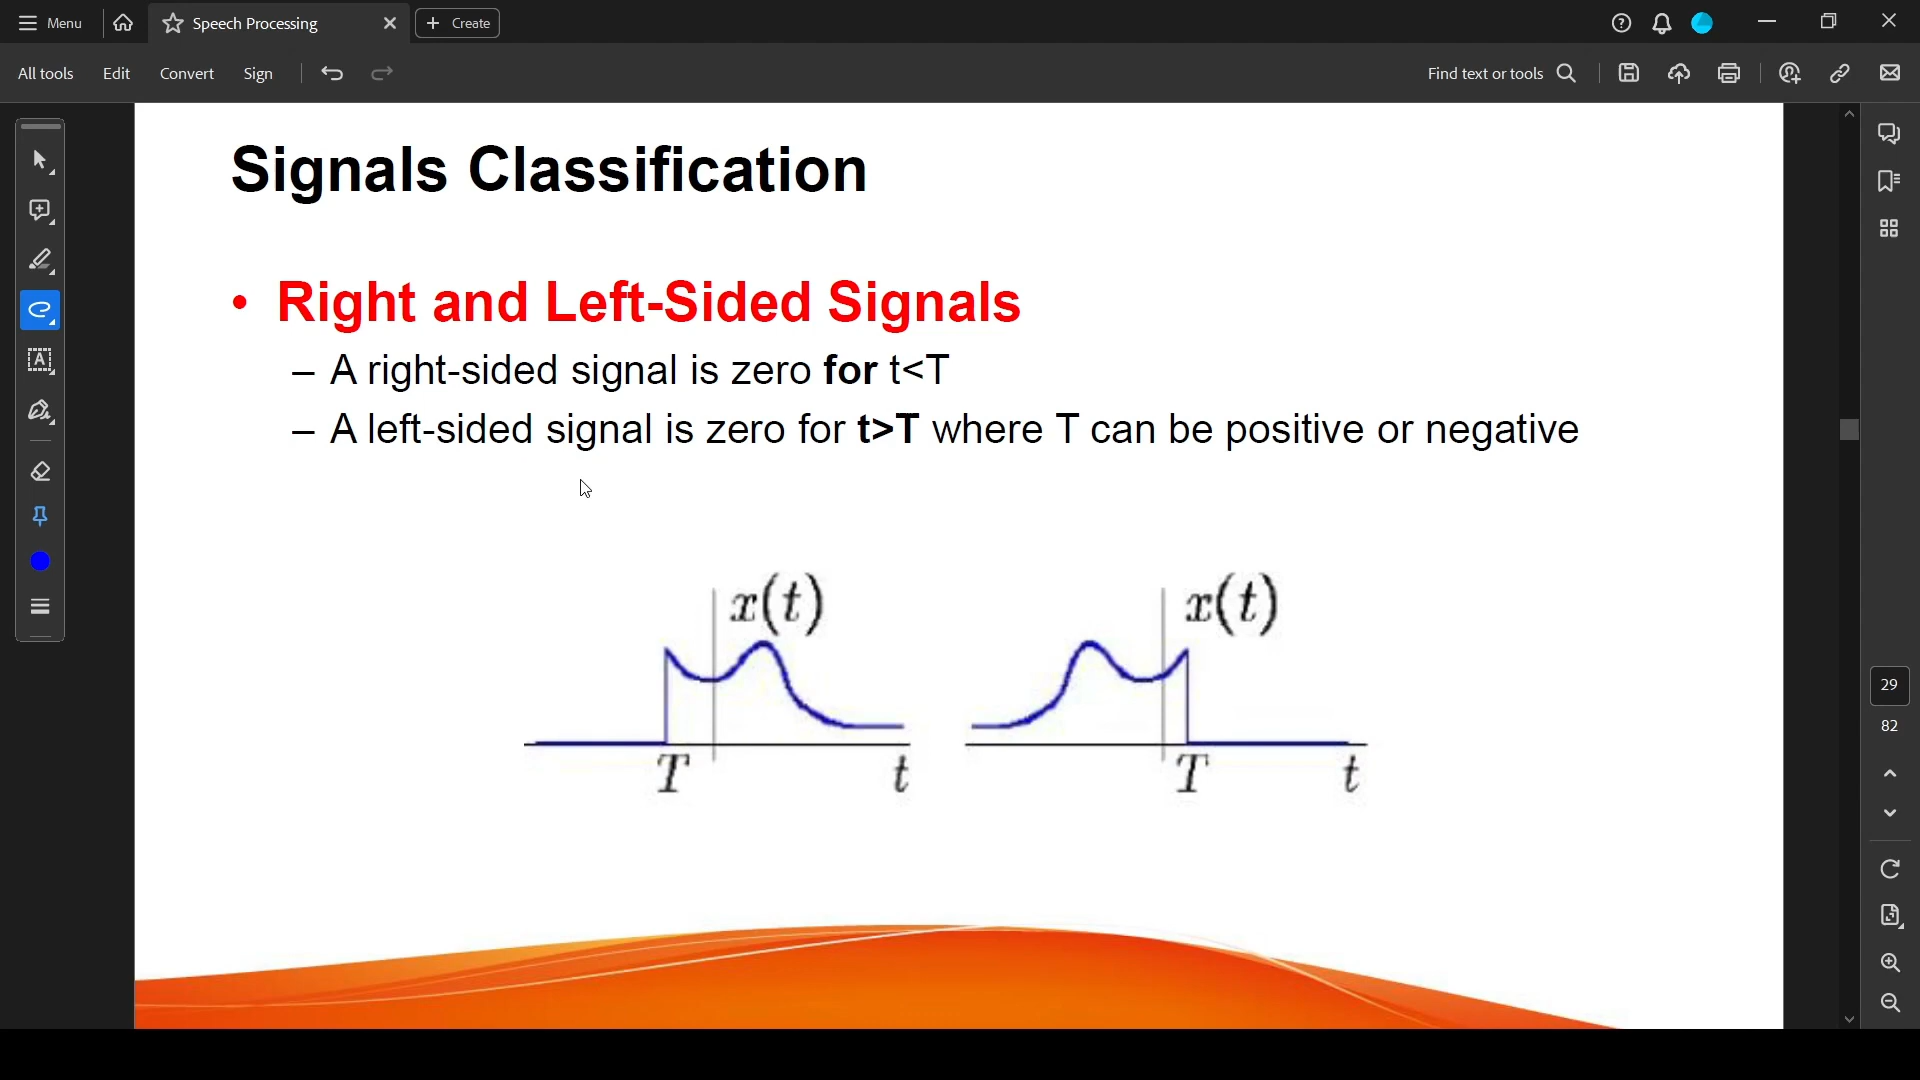 Menu
Speech Processing
Create
All tools
Edit
Convert
Sign
Find text or tools
Signals Classification
• Right and Left-Sided Signals
– A right-sided signal is zero for t<T
– A left-sided signal is zero for t>T where T can be positive or negative
x(t)
x(t)
T
t
T
t
29
82